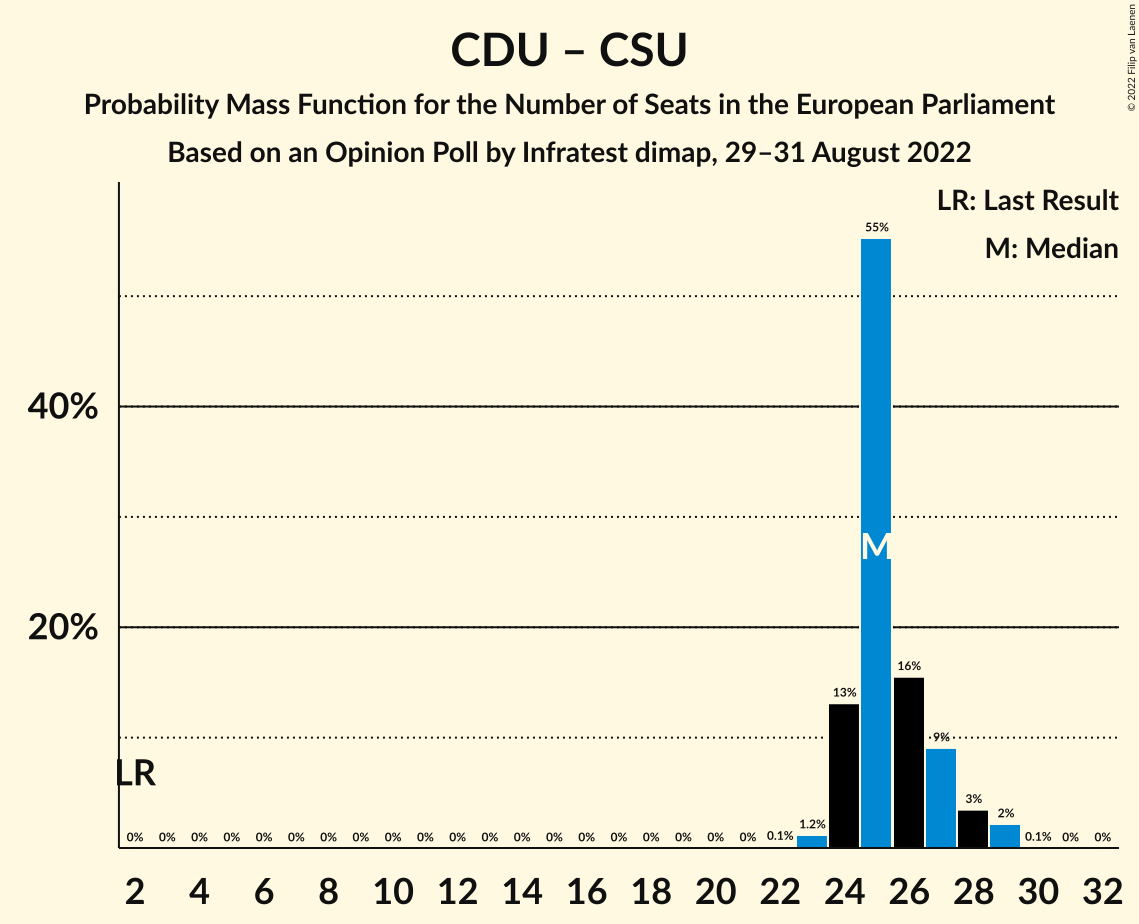 CDU – CSU
Probability Mass Function for the Number of Seats in the European Parliament
Based on an Opinion Poll by Infratest dimap, 29–31 August 2022
© 2022 Filip van Laenen
LR: Last Result
M: Median
55%
40%
M
20%
16%
13%
9%
LR
3%
2%
1.2%
0% 0% 0% 0% 0% 0% 0% 0% 0% 0% 0% 0% 0% 0% 0% 0% 0% 0% 0% 0% 0.1% 0.1% 0% 0%
2 4 6 8 10 12 14 16 18 20 22 24 26 28 30 32